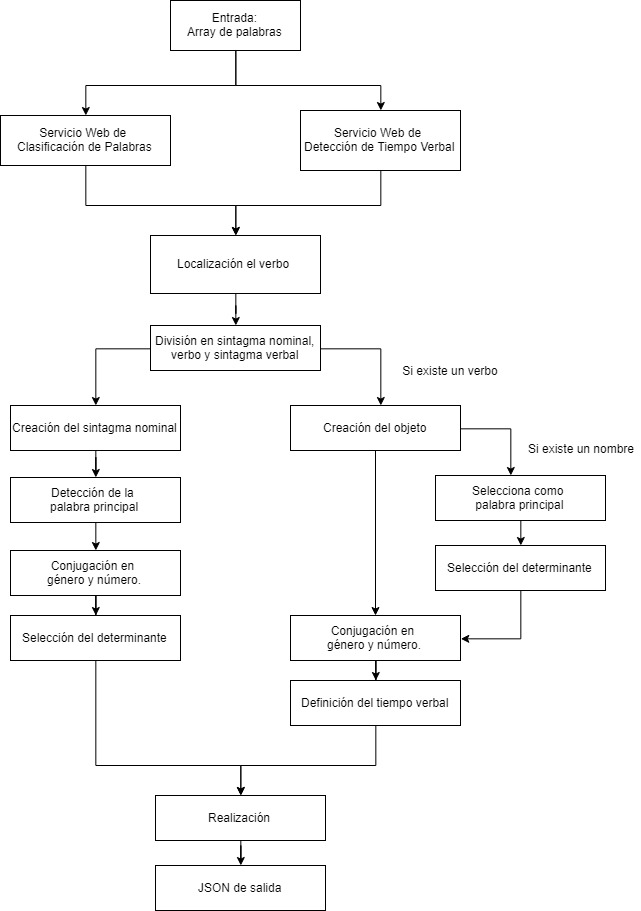 Entrada:
Array de palabras
Servicio Web de
Clasificación de Palabras
Servicio Web de
Detección de Tiempo Verbal
Localización el verbo
División en sintagma nominal,
verbo y sintagma verbal
Si existe un verbo
Creación del sintagma nominal
Creación del objeto
Si existe un nombre
Detección de la
palabra principal
Selecciona como
palabra principal
Conjugación en
género y número.
Selección del determinante
Selección del determinante
Conjugación en
género y número.
Definición del tiempo verbal
Realización
JSON de salida